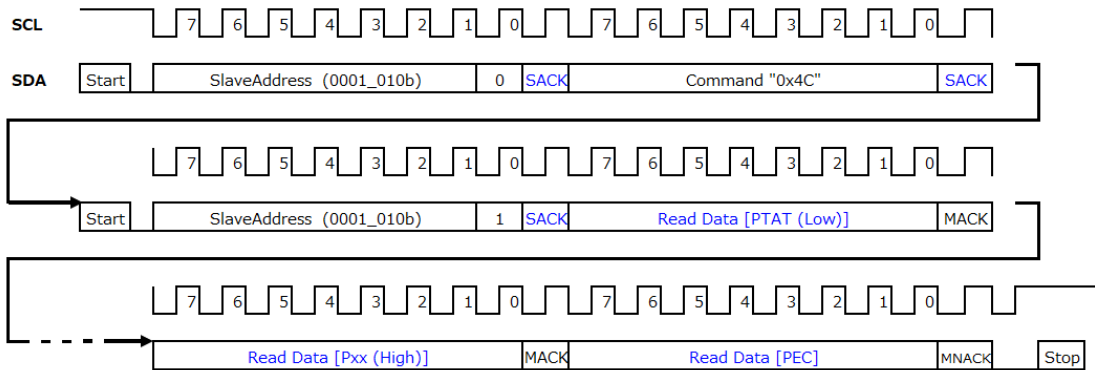 SCL 7 6 5 4 3 2 1 0 7 6 5 4 3 2 1 0
SDA Start SlaveAddress (0001_010b) 0 SACK Command "0x4C" SACK
7 6 5 4 3 2 1 0 7 6 5 4 3 2 1 0
Start SlaveAddress (0001_010b) 1 SACK Read Data [PTAT (Low)] MACK
7 6 5 4 3 2 1 0 7 6 5 4 3 2 1 0
Read Data [Pxx (High)] MACK Read Data [PEC] MNACK Stop